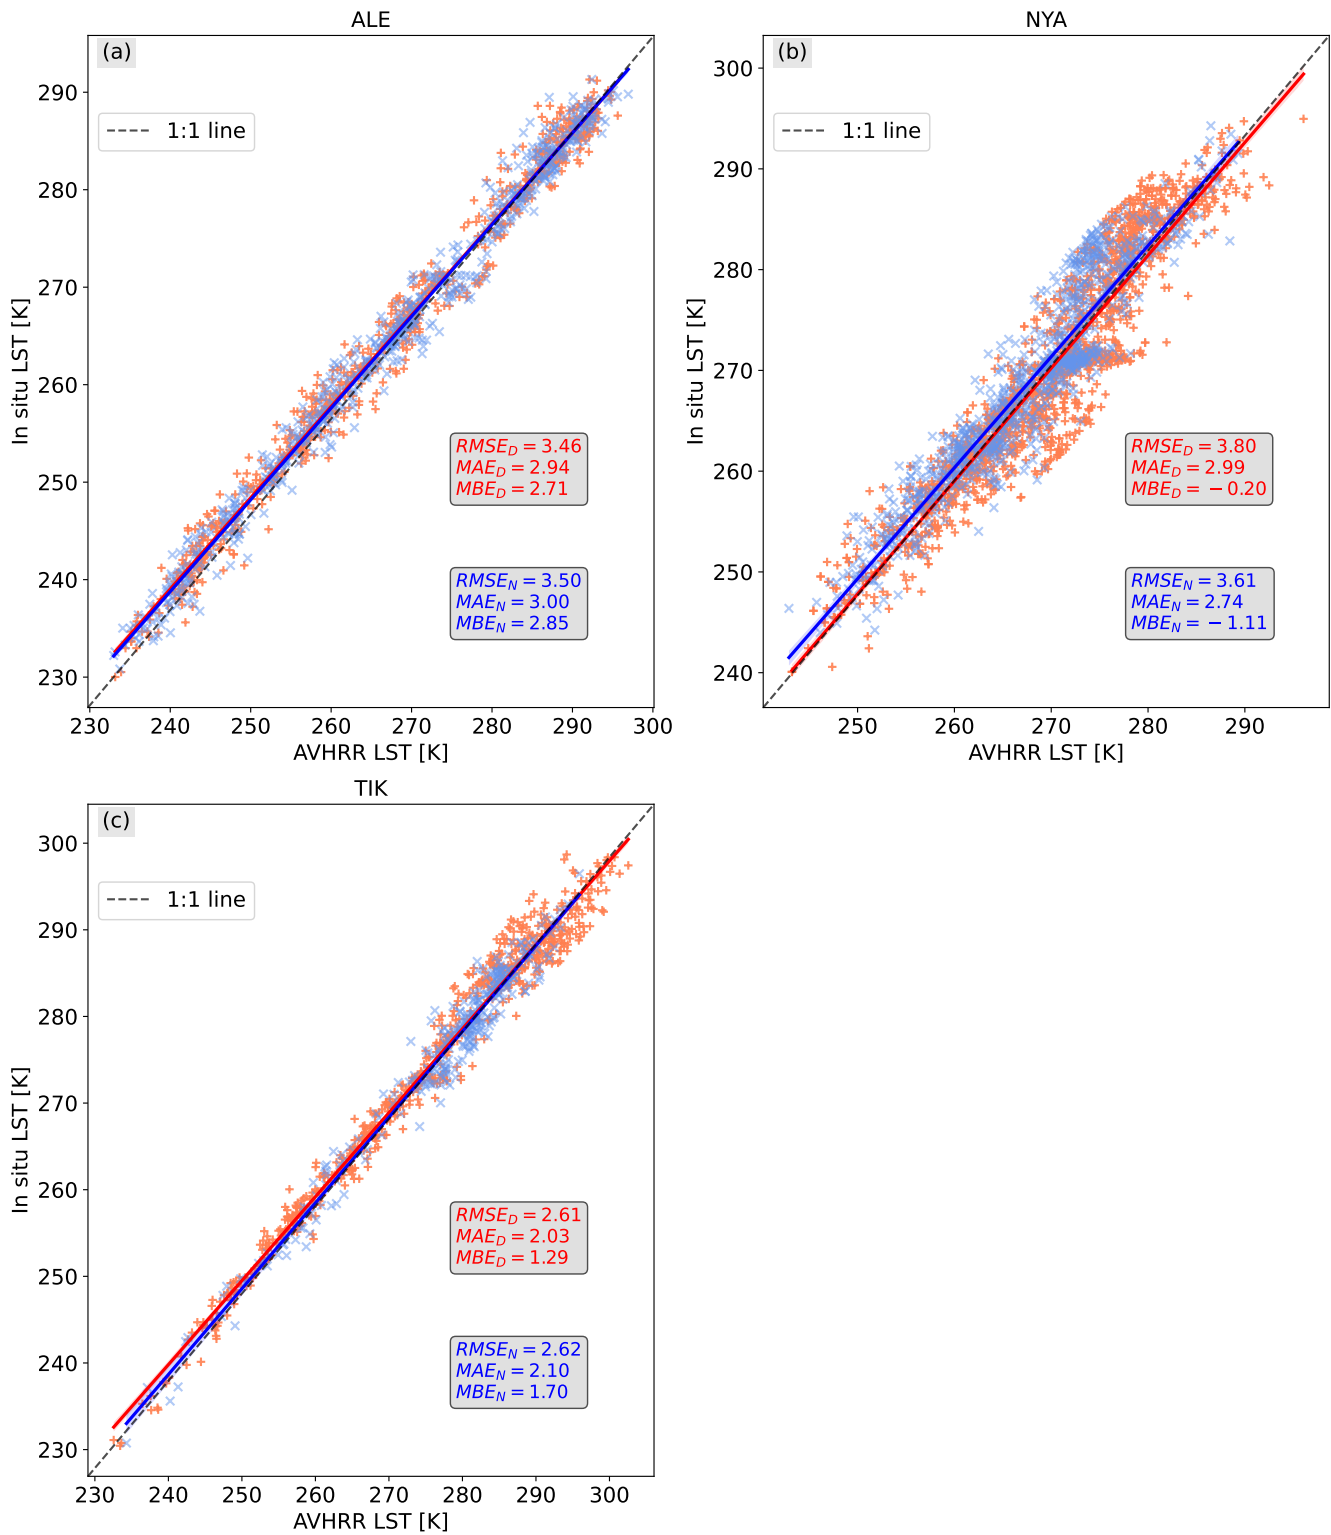 ALE
(a)
1:1 line
290
280
270
260
250
240
230
In situ LST [K]
RMSE_D = 3.46
MAE_D = 2.94
MBE_D = 2.71
RMSE_N = 3.50
MAE_N = 3.00
MBE_N = 2.85
230 240 250 260 270 280 290 300
AVHRR LST [K]
NYA
(b)
1:1 line
300
290
280
270
260
250
240
In situ LST [K]
RMSE_D = 3.80
MAE_D = 2.99
MBE_D = −0.20
RMSE_N = 3.61
MAE_N = 2.74
MBE_N = −1.11
250 260 270 280 290
AVHRR LST [K]
TIK
(c)
1:1 line
300
290
280
270
260
250
240
230
In situ LST [K]
RMSE_D = 2.61
MAE_D = 2.03
MBE_D = 1.29
RMSE_N = 2.62
MAE_N = 2.10
MBE_N = 1.70
230 240 250 260 270 280 290 300
AVHRR LST [K]